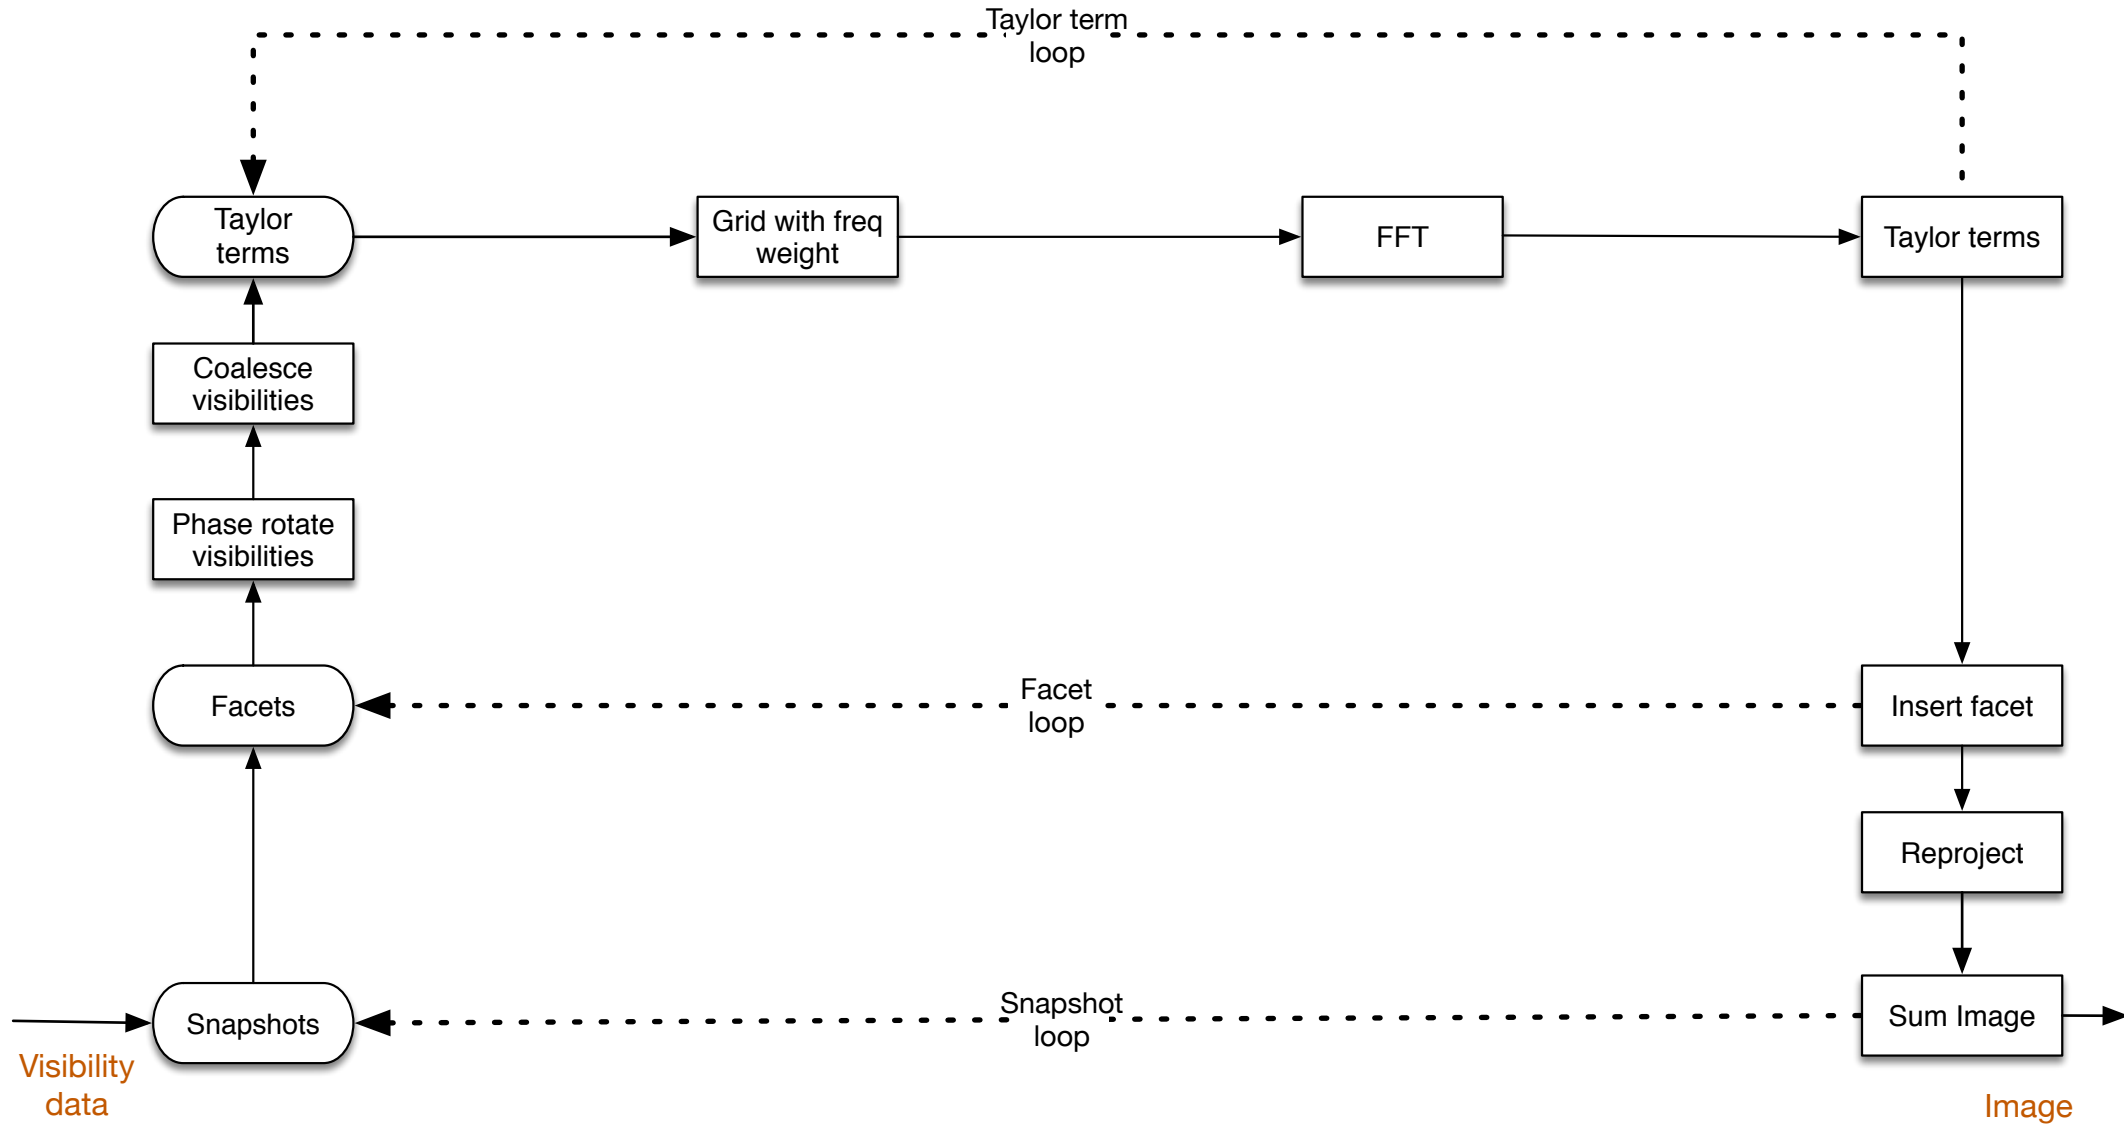 Taylor term
loop
Taylor
terms
Grid with freq
weight
FFT
Taylor terms
Coalesce
visibilities
Phase rotate
visibilities
Facets
Facet
loop
Insert facet
Reproject
Snapshots
Snapshot
loop
Sum Image
Visibility
data
Image